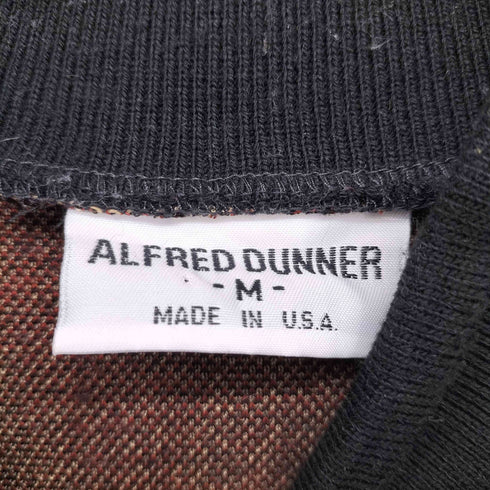 ALFRED DUNNER
- M -
MADE IN U.S.A.